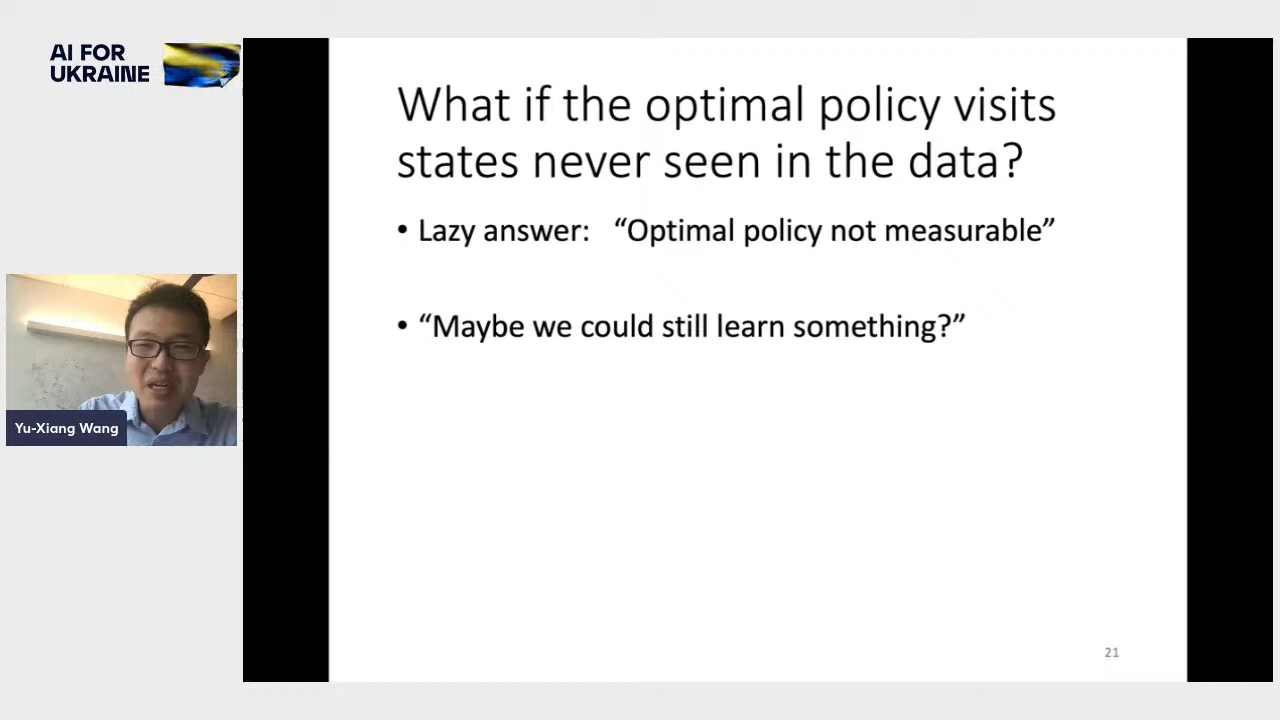 AI FOR
UKRAINE
What if the optimal policy visits
states never seen in the data?
• Lazy answer: “Optimal policy not measurable”
• “Maybe we could still learn something?”
Yu-Xiang Wang
21